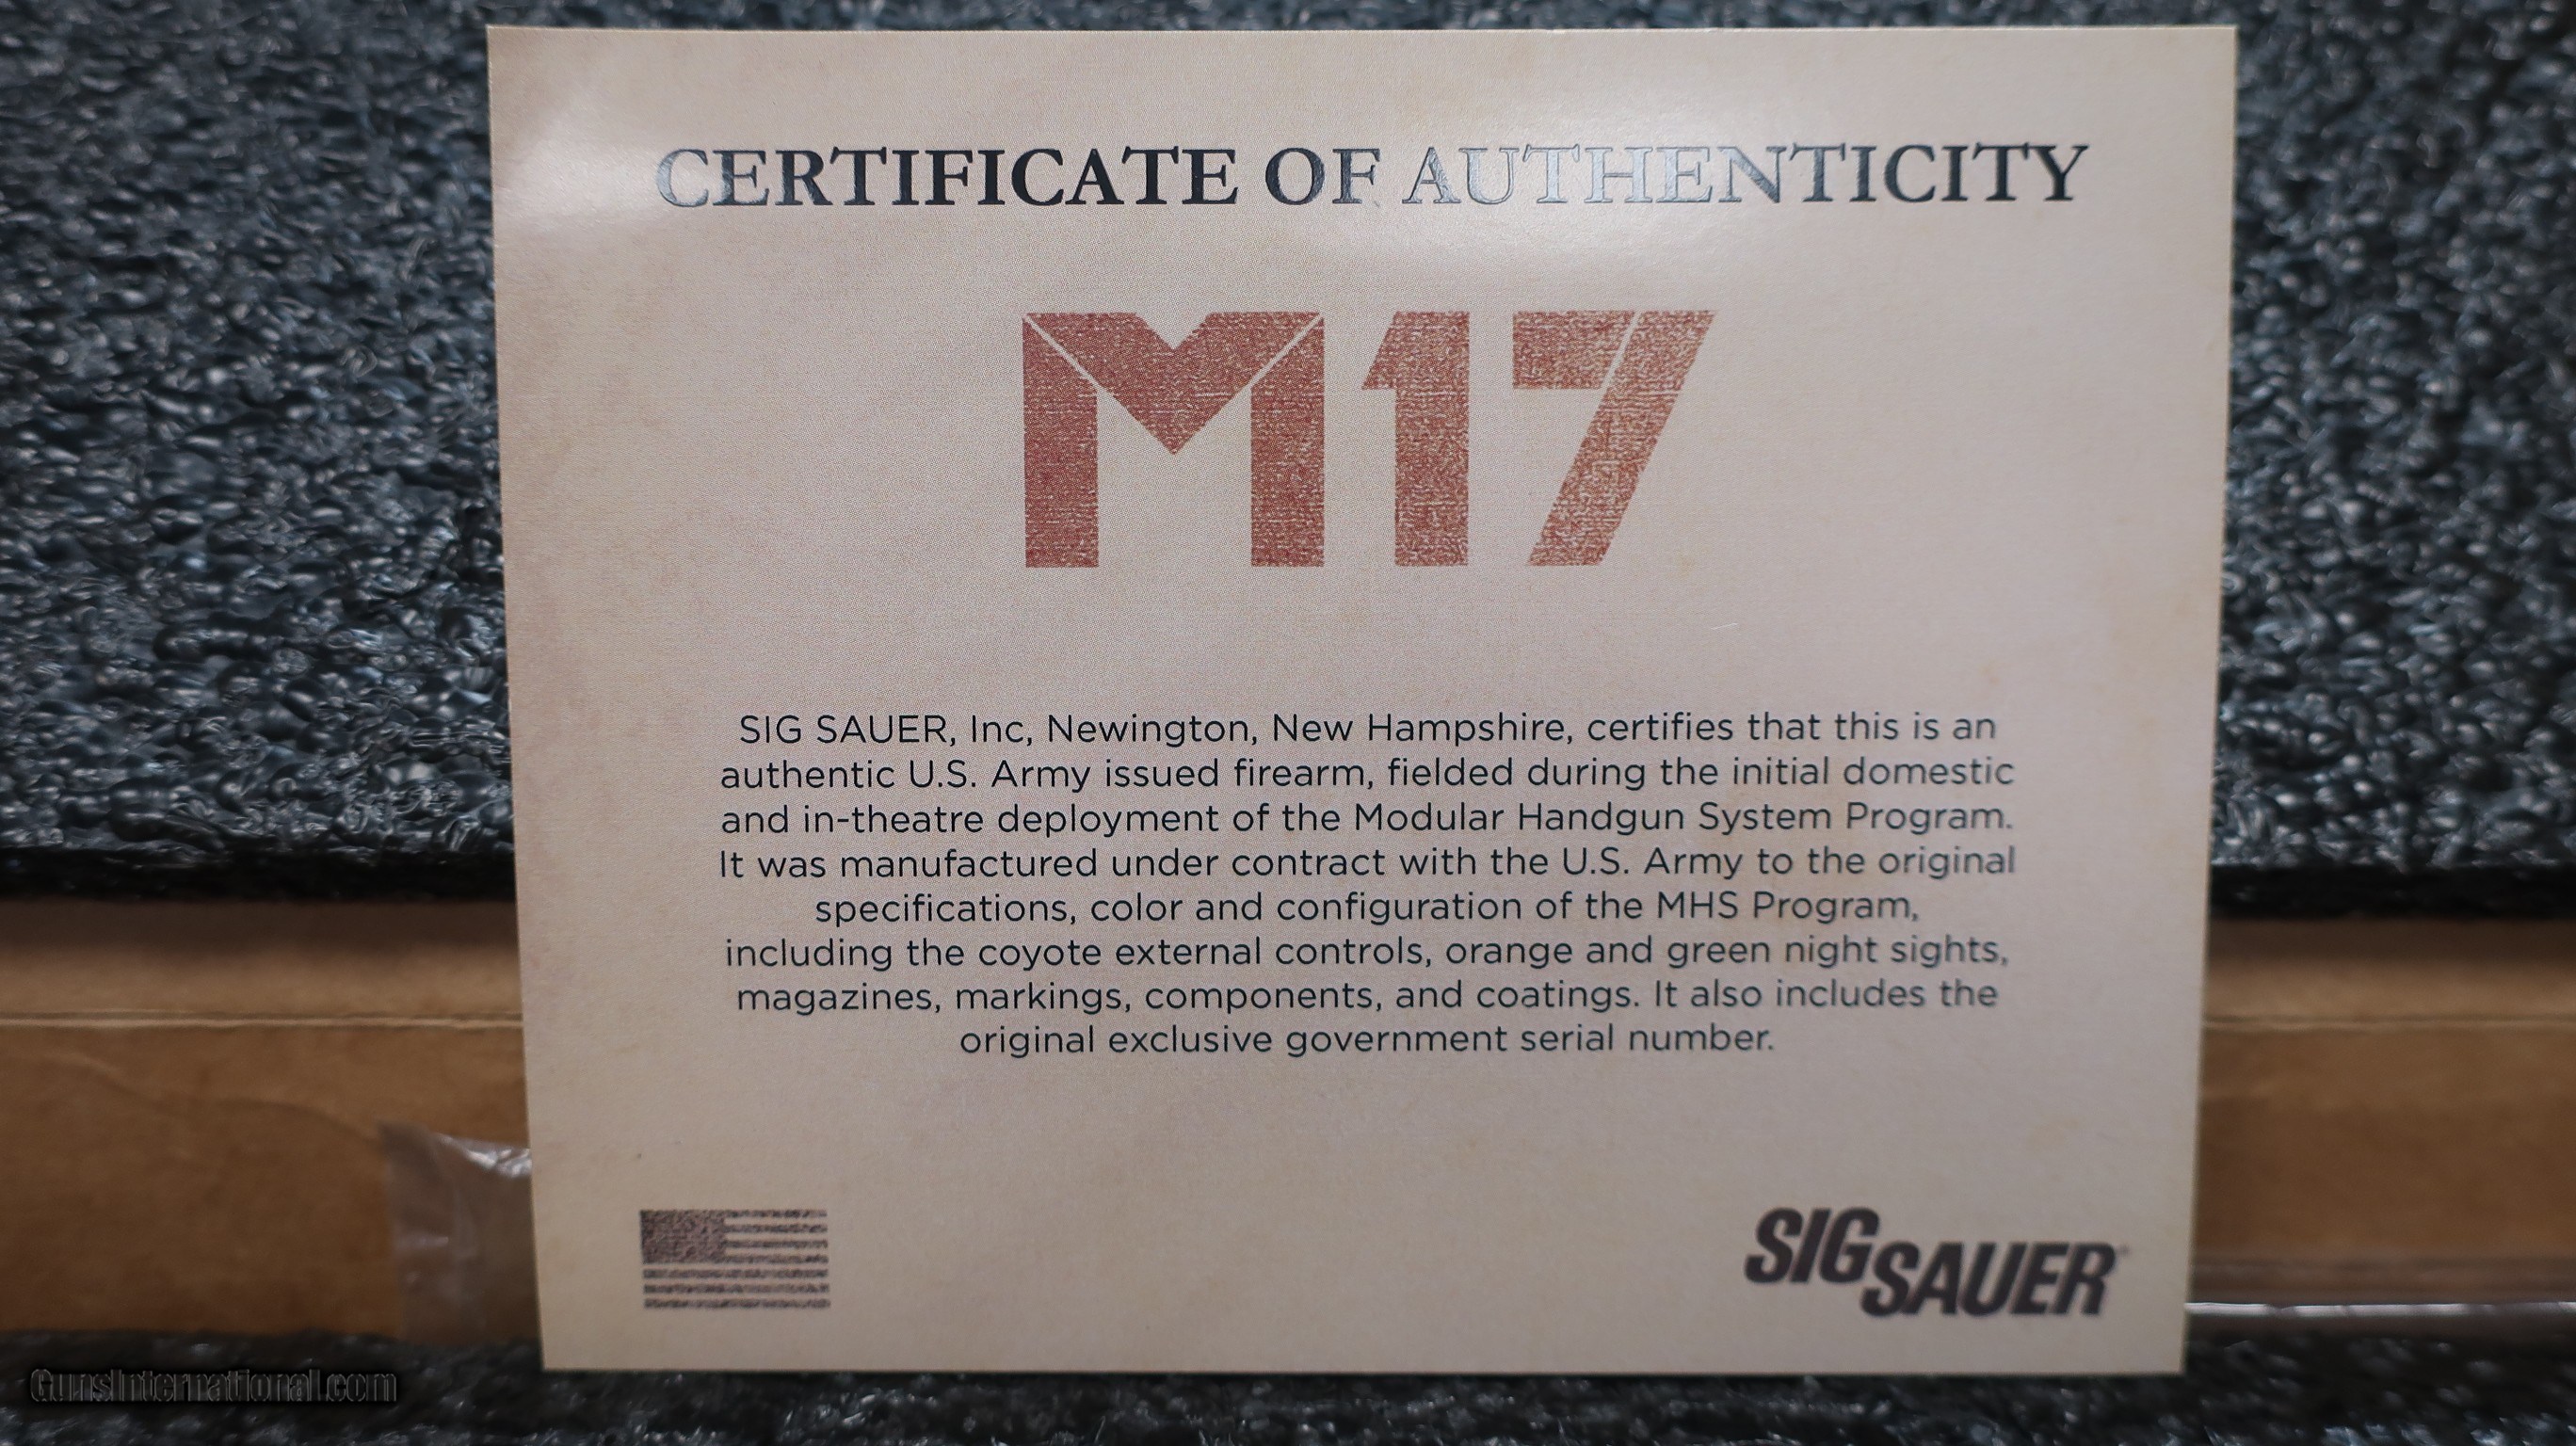 CERTIFICATE OF AUTHENTICITY
M17
SIG SAUER, Inc, Newington, New Hampshire, certifies that this is an
authentic U.S. Army issued firearm, fielded during the initial domestic
and in-theatre deployment of the Modular Handgun System Program.
It was manufactured under contract with the U.S. Army to the original
specifications, color and configuration of the MHS Program,
including the coyote external controls, orange and green night sights,
magazines, markings, components, and coatings. It also includes the
original exclusive government serial number.
SIG SAUER
GunsInternational.com